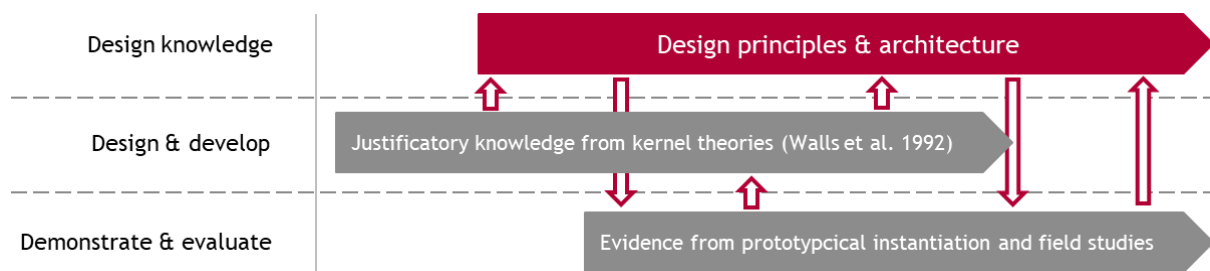 Design knowledge
Design principles & architecture
Design & develop
Justificatory knowledge from kernel theories (Walls et al. 1992)
Demonstrate & evaluate
Evidence from prototypcical instantiation and field studies